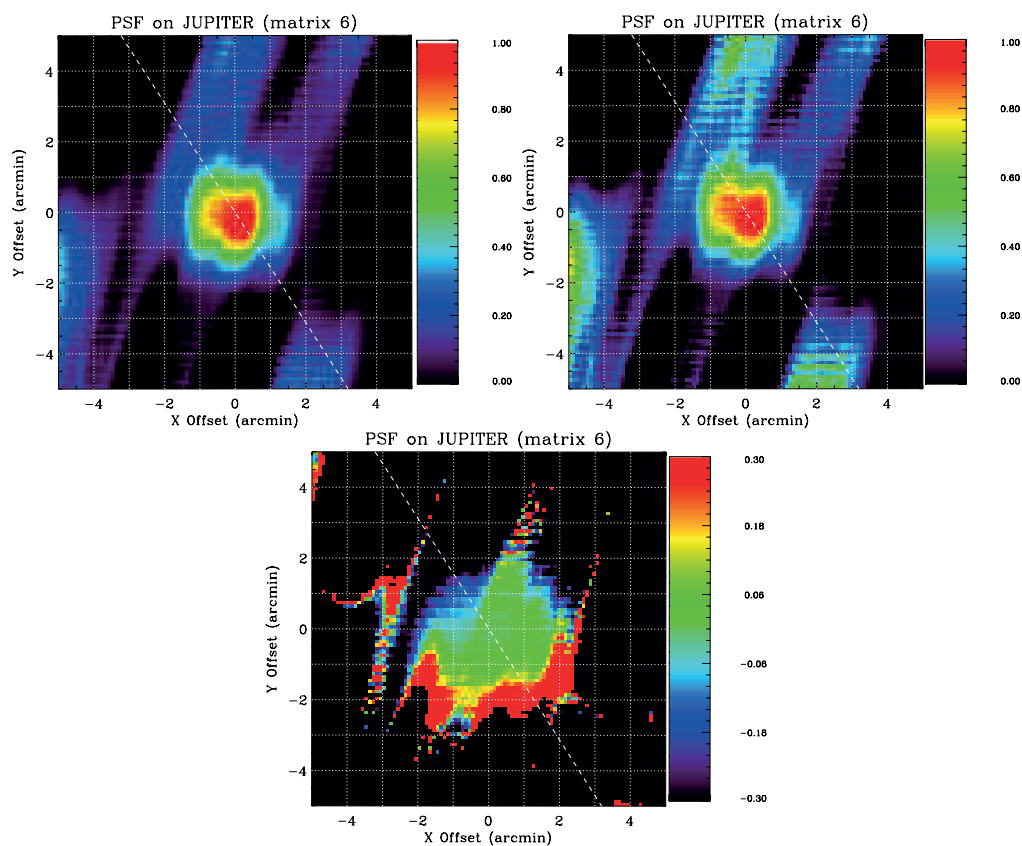 PSF on JUPITER (matrix 6)
4
2
0
−2
−4
Y Offset (arcmin)
−4 −2 0 2 4
X Offset (arcmin)
1.00
0.80
0.60
0.40
0.20
0.00
PSF on JUPITER (matrix 6)
4
2
0
−2
−4
Y Offset (arcmin)
−4 −2 0 2 4
X Offset (arcmin)
1.00
0.80
0.60
0.40
0.20
0.00
PSF on JUPITER (matrix 6)
4
2
0
−2
−4
Y Offset (arcmin)
−4 −2 0 2 4
X Offset (arcmin)
0.30
0.18
0.06
−0.06
−0.18
−0.30